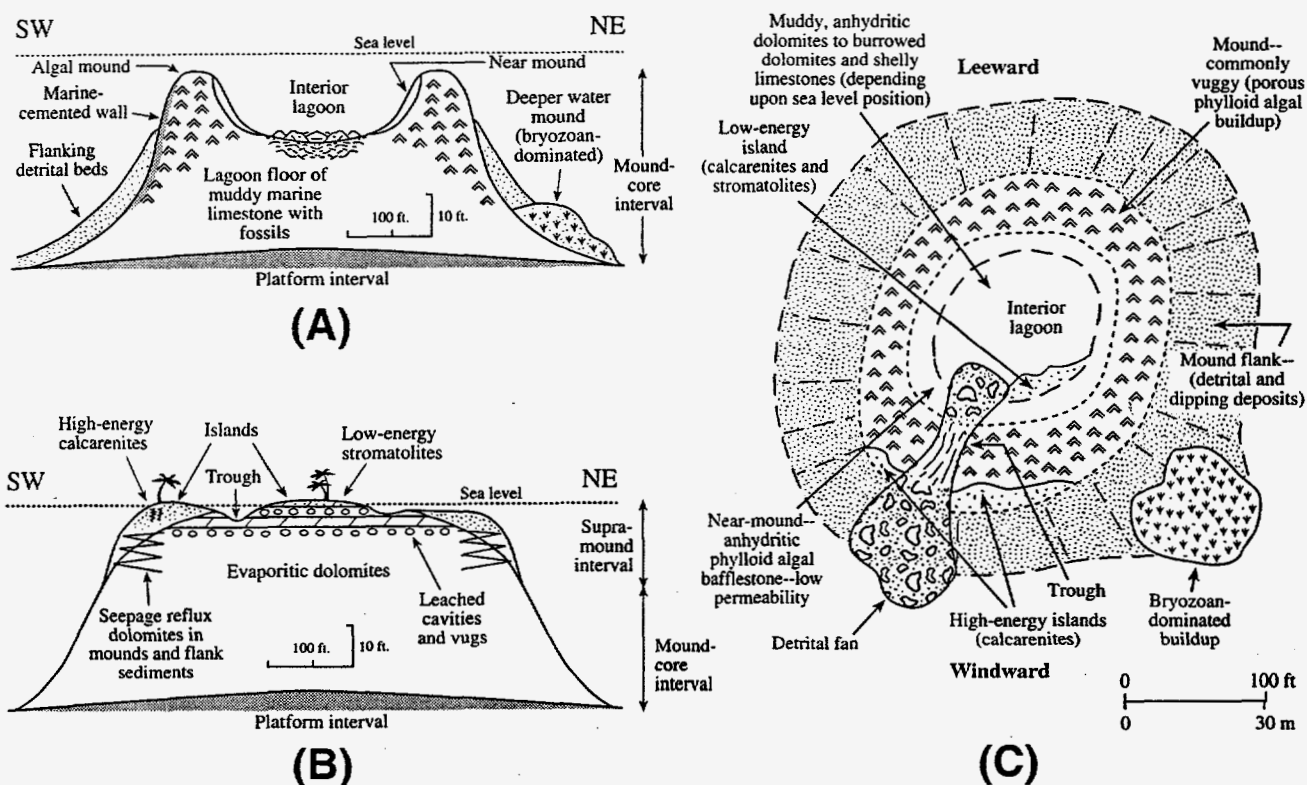 SW
NE
Sea level
Algal mound
Near mound
Marine-
cemented wall
Interior
lagoon
Deeper water
mound
(bryozoan-
dominated)
Flanking
detrital beds
Mound-
core
interval
Lagoon floor of
muddy marine
limestone with
fossils
100 ft.
10 ft.
Platform interval
(A)
High-energy
calcarenites
Islands
Low-energy
stromatolites
Trough
SW
NE
Sea level
Supra-
mound
interval
Evaporitic dolomites
Seepage reflux
dolomites in
mounds and flank
sediments
Leached
cavities
and vugs
100 ft.
10 ft.
Mound-
core
interval
Platform interval
(B)
Muddy, anhydritic
dolomites to burrowed
dolomites and shelly
limestones (depending
upon sea level position)
Leeward
Mound--
commonly
vuggy (porous
phylloid algal
buildup)
Low-energy
island
(calcarenites and
stromatolites)
Interior
lagoon
Mound flank--
(detrital and
dipping deposits)
Near-mound--
anhydritic
phylloid algal
bafflestone--low
permeability
Trough
High-energy islands
(calcarenites)
Detrital fan
Windward
Bryozoan-
dominated
buildup
0 100 ft
0 30 m
(C)